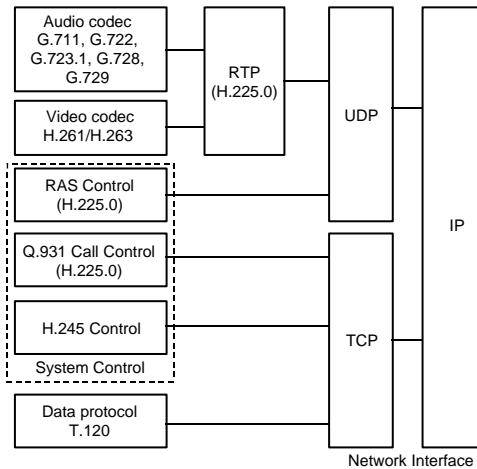 Audio codec
G.711, G.722,
G.723.1, G.728,
G.729
RTP
(H.225.0)
UDP
IP
Video codec
H.261/H.263
RAS Control
(H.225.0)
Q.931 Call Control
(H.225.0)
H.245 Control
System Control
TCP
Data protocol
T.120
Network Interface